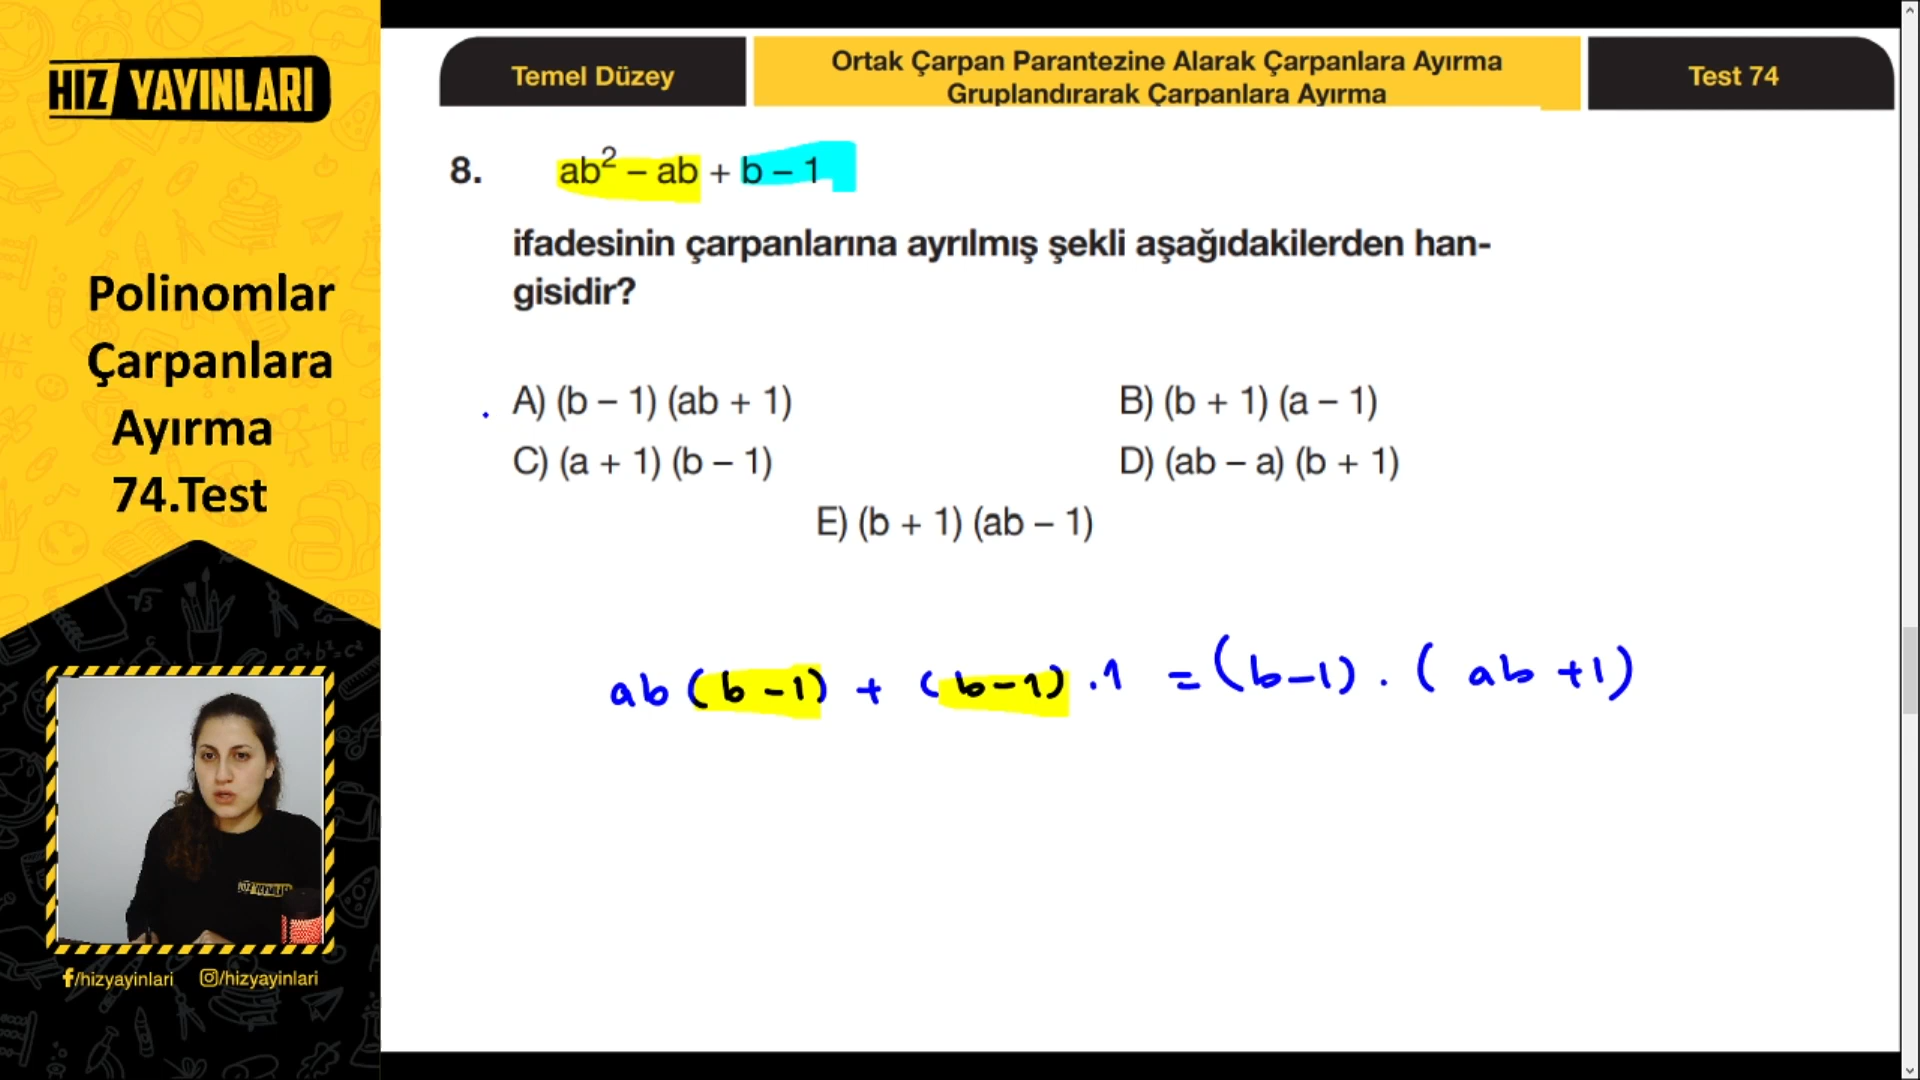 HIZ YAYINLARI
Polinomlar
Çarpanlara
Ayırma
74.Test
/hizyayinlari /hizyayinlari
Temel Düzey
Ortak Çarpan Parantezine Alarak Çarpanlara Ayırma
Gruplandırarak Çarpanlara Ayırma
Test 74
8. ab² – ab + b – 1
ifadesinin çarpanlarına ayrılmış şekli aşağıdakilerden han-
gisidir?
A) (b – 1) (ab + 1) B) (b + 1) (a – 1)
C) (a + 1) (b – 1) D) (ab – a) (b + 1)
E) (b + 1) (ab – 1)
ab (b – 1) + (b–1) .1 = (b–1) . ( ab +1)